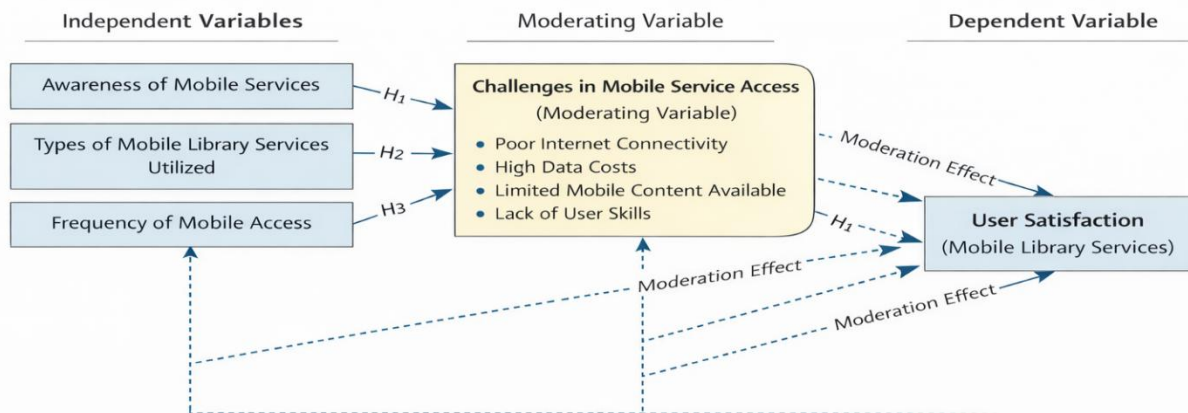 Independent Variables
Moderating Variable
Dependent Variable
Awareness of Mobile Services
Types of Mobile Library Services
Utilized
Frequency of Mobile Access
H1
H2
H3
Challenges in Mobile Service Access
(Moderating Variable)
• Poor Internet Connectivity
• High Data Costs
• Limited Mobile Content Available
• Lack of User Skills
Moderation Effect
H1
User Satisfaction
(Mobile Library Services)
Moderation Effect
Moderation Effect